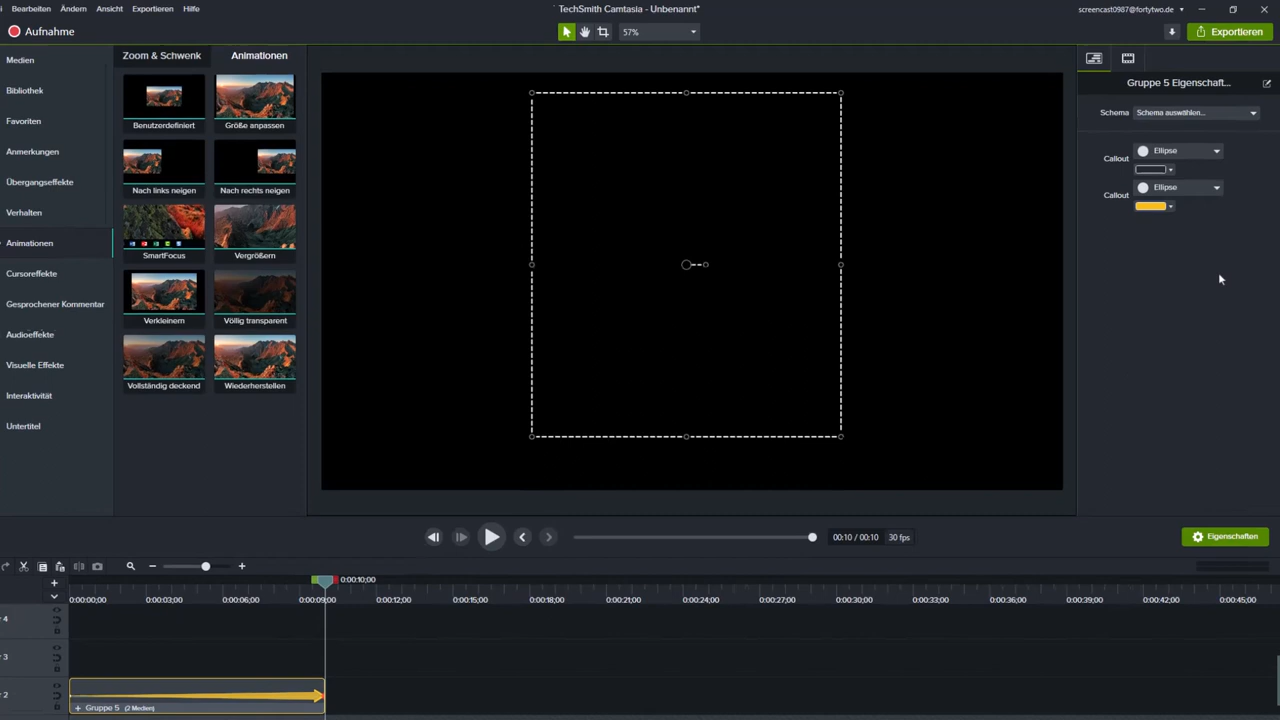 Bearbeiten Ändern Ansicht Exportieren Hilfe
TechSmith Camtasia - Unbenannt*
screencast0987@fortytwo.de
Aufnahme
57%
Exportieren
Medien
Bibliothek
Favoriten
Anmerkungen
Übergangseffekte
Verhalten
Animationen
Cursoreffekte
Gesprochener Kommentar
Audioeffekte
Visuelle Effekte
Interaktivität
Untertitel
Zoom & Schwenk Animationen
Benutzerdefiniert Größe anpassen
Nach links neigen Nach rechts neigen
SmartFocus Vergrößern
Verkleinern Völlig transparent
Vollständig deckend Wiederherstellen
Gruppe 5 Eigenschaft...
Schema Schema auswählen...
Callout Ellipse
Callout Ellipse
00:10 / 00:10 30 fps
Eigenschaften
0:00:10;00
0:00:00;00 0:00:03;00 0:00:06;00 0:00:09;00 0:00:12;00 0:00:15;00 0:00:18;00 0:00:21;00 0:00:24;00 0:00:27;00 0:00:30;00 0:00:33;00 0:00:36;00 0:00:39;00 0:00:42;00 0:00:45;00
4
3
2
Gruppe 5 (2 Medien)